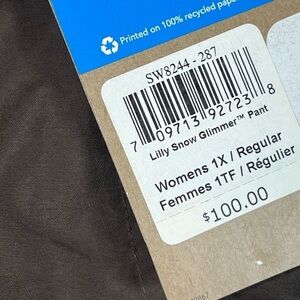 Printed on 100% recycled pape
SW8244 - 287
7 09713 92723 8
Lilly Snow Glimmer™ Pant
Womens 1X / Regular
Femmes 1TF / Régulier
$100.00